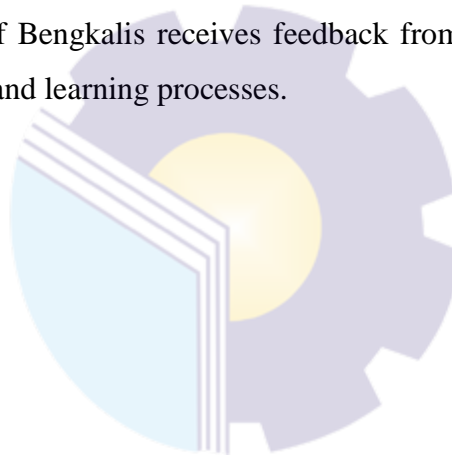 f Bengkalis receives feedback from
and learning processes.